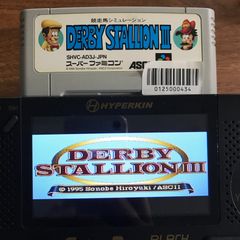 競走馬シミュレーション
DERBY STALLION III
SHVC-AD3J-JPN
スーパーファミコン
ASCII
0125000434
HYPERKIN
DERBY
STALLION III
© 1995 Sonobe Hiroyuki/ASCII